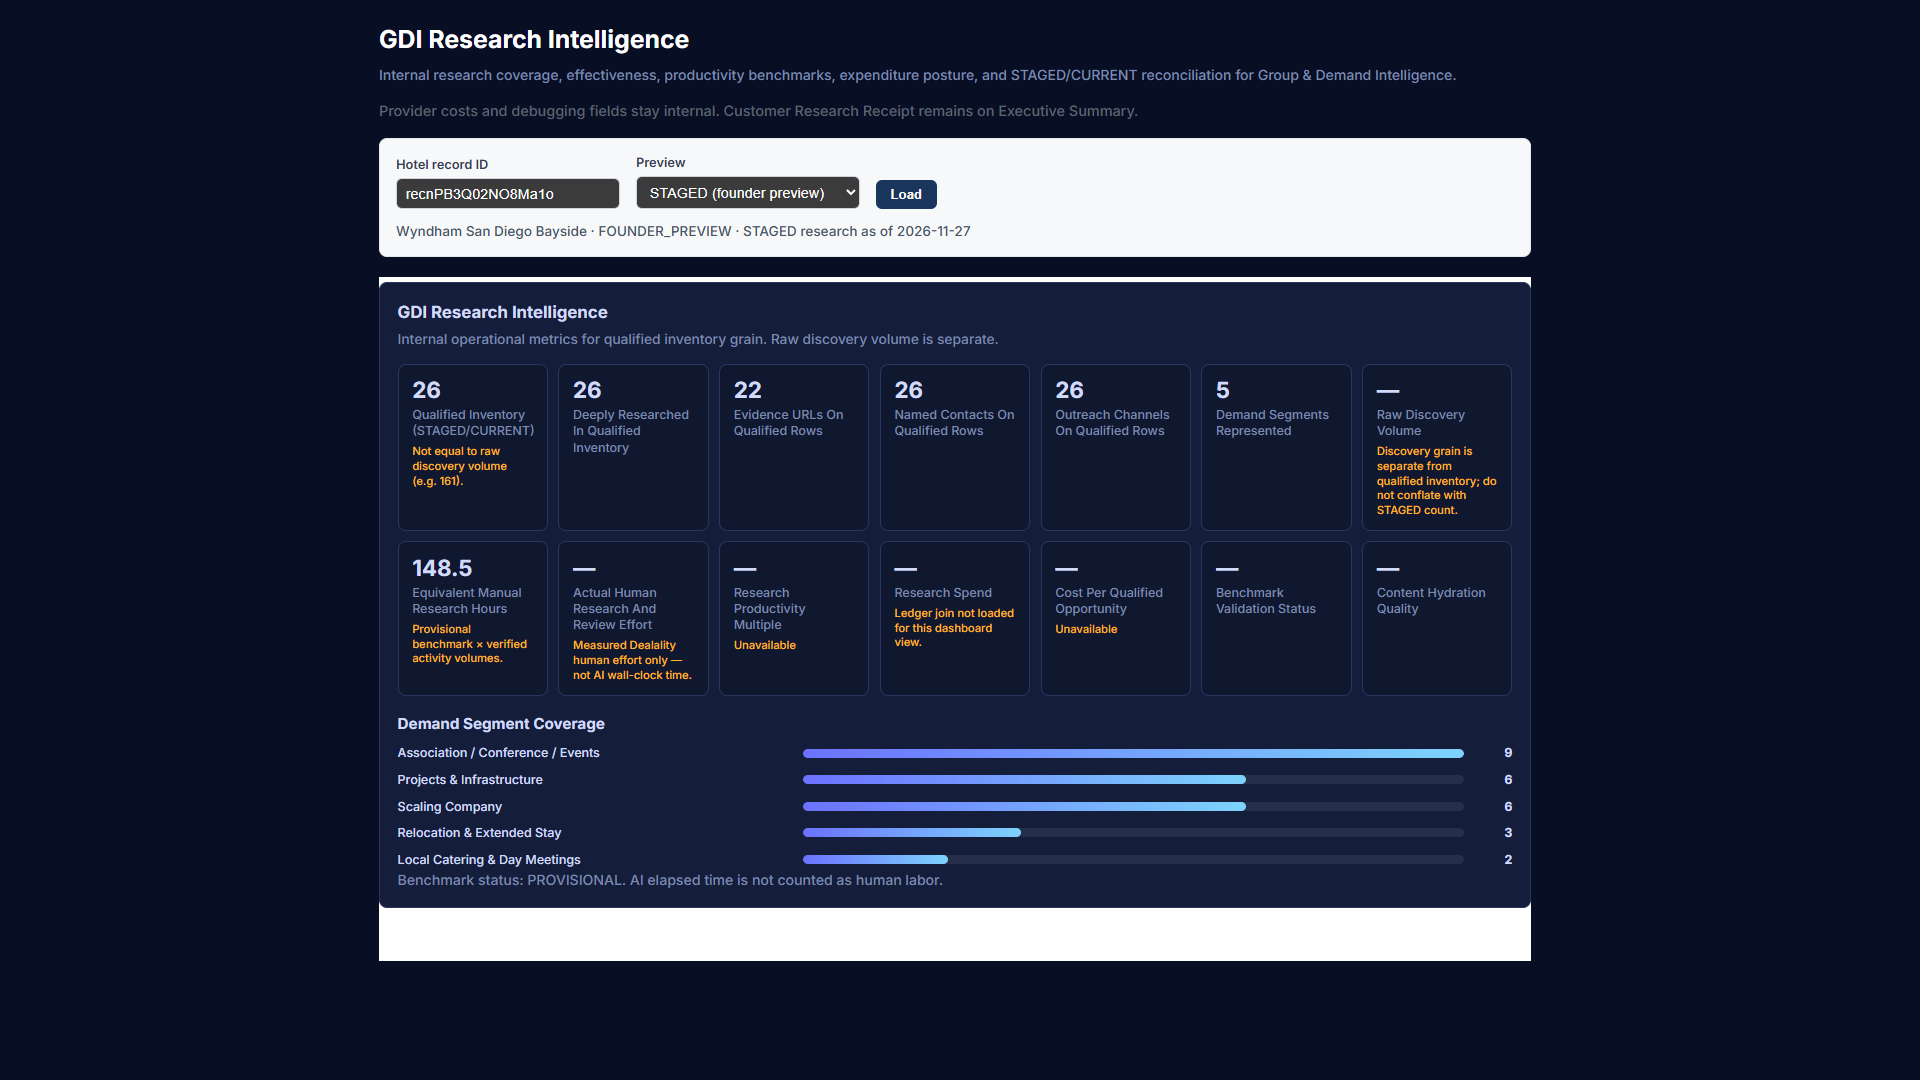 GDI Research Intelligence
Internal research coverage, effectiveness, productivity benchmarks, expenditure posture, and STAGED/CURRENT reconciliation for Group & Demand Intelligence.
Provider costs and debugging fields stay internal. Customer Research Receipt remains on Executive Summary.
Hotel record ID
Preview
recnPB3Q02NO8Ma1o
STAGED (founder preview)
Load
Wyndham San Diego Bayside · FOUNDER_PREVIEW · STAGED research as of 2026-11-27
GDI Research Intelligence
Internal operational metrics for qualified inventory grain. Raw discovery volume is separate.
26
Qualified Inventory
(STAGED/CURRENT)
Not equal to raw
discovery volume
(e.g. 161).
26
Deeply Researched
In Qualified
Inventory
22
Evidence URLs On
Qualified Rows
26
Named Contacts On
Qualified Rows
26
Outreach Channels
On Qualified Rows
5
Demand Segments
Represented
—
Raw Discovery
Volume
Discovery grain is
separate from
qualified inventory; do
not conflate with
STAGED count.
148.5
Equivalent Manual
Research Hours
Provisional
benchmark × verified
activity volumes.
—
Actual Human
Research And
Review Effort
Measured Dealality
human effort only —
not AI wall-clock time.
—
Research
Productivity
Multiple
Unavailable
—
Research Spend
Ledger join not loaded
for this dashboard
view.
—
Cost Per Qualified
Opportunity
Unavailable
—
Benchmark
Validation Status
—
Content Hydration
Quality
Demand Segment Coverage
Association / Conference / Events 9
Projects & Infrastructure 6
Scaling Company 6
Relocation & Extended Stay 3
Local Catering & Day Meetings 2
Benchmark status: PROVISIONAL. AI elapsed time is not counted as human labor.